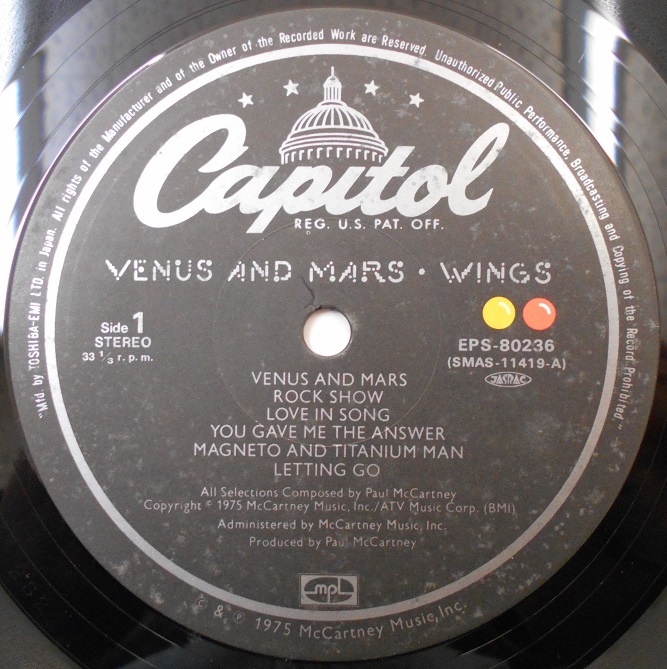 "Mfd by TOSHIBA-EMI LTD. in Japan. All rights of the Manufacturer and of the Owner of the Recorded Work are Reserved. Unauthorized Public Performance, Broadcasting and Copying of the Record Prohibited"
Capitol
REG. U.S. PAT. OFF.
VENUS AND MARS · WINGS
Side 1
STEREO
33 1/3 r. p. m.
EPS-80236
(SMAS-11419-A)
JASRAC
VENUS AND MARS
ROCK SHOW
LOVE IN SONG
YOU GAVE ME THE ANSWER
MAGNETO AND TITANIUM MAN
LETTING GO
All Selections Composed by Paul McCartney
Copyright © 1975 McCartney Music, Inc./ATV Music Corp. (BMI)
Administered by McCartney Music, Inc.
Produced by Paul McCartney
mpl
© & ℗ 1975 McCartney Music, Inc.